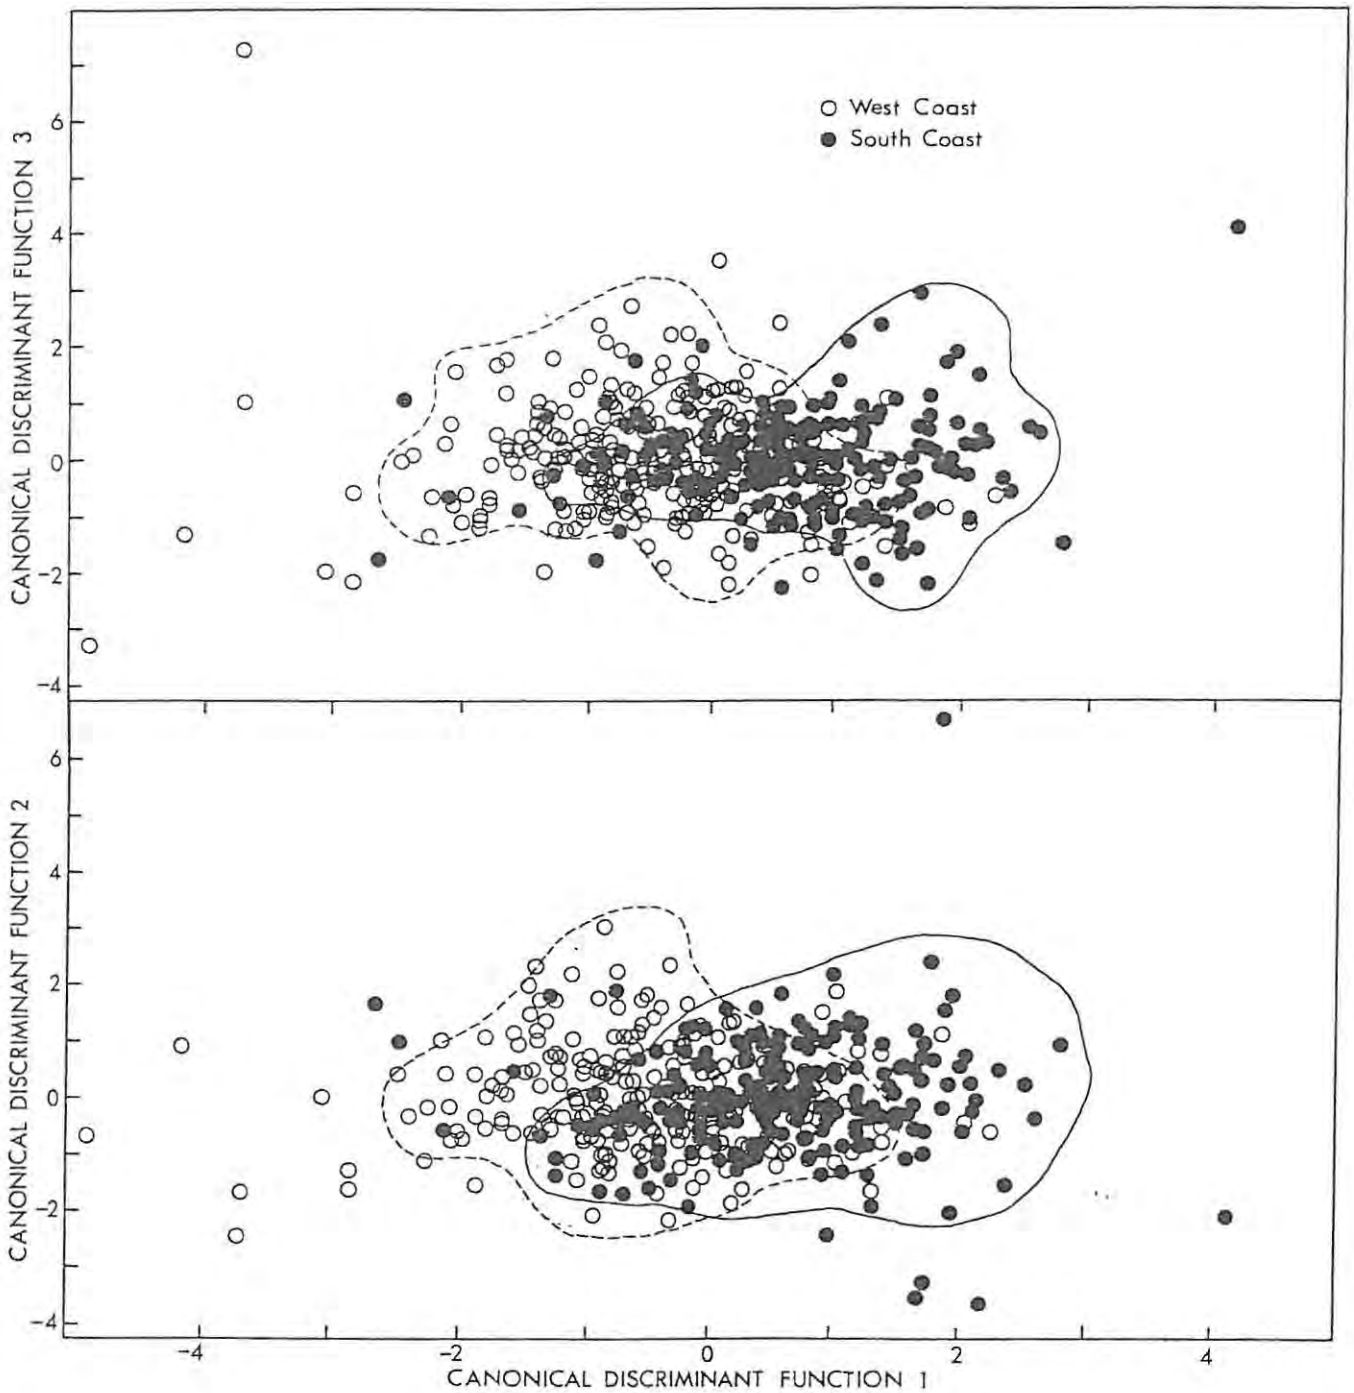 CANONICAL DISCRIMINANT FUNCTION 3
6
4
2
0
−2
−4
West Coast
South Coast
CANONICAL DISCRIMINANT FUNCTION 2
6
4
2
0
−2
−4
−4 −2 0 2 4
CANONICAL DISCRIMINANT FUNCTION 1